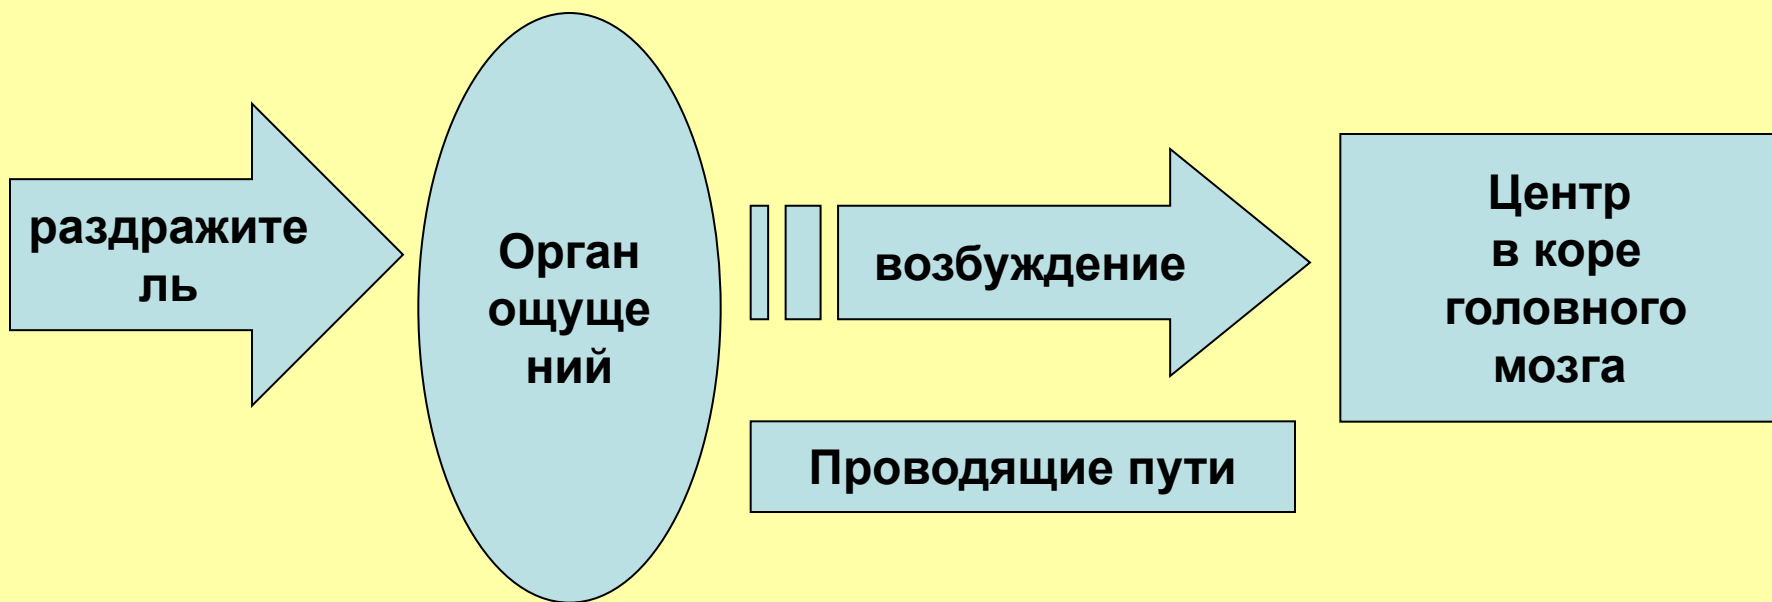 раздражите
ль
Орган
ощуще
ний
возбуждение
Проводящие пути
Центр
в коре
головного
мозга